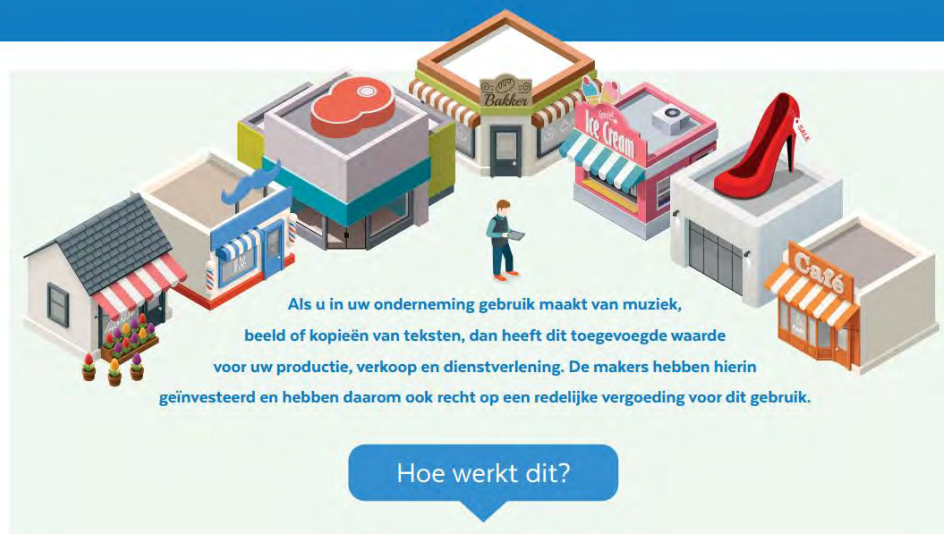 Bakker
Special
Ice Cream
SALE
Café
Als u in uw onderneming gebruik maakt van muziek,
beeld of kopieën van teksten, dan heeft dit toegevoegde waarde
voor uw productie, verkoop en dienstverlening. De makers hebben hierin
geïnvesteerd en hebben daarom ook recht op een redelijke vergoeding voor dit gebruik.
Hoe werkt dit?